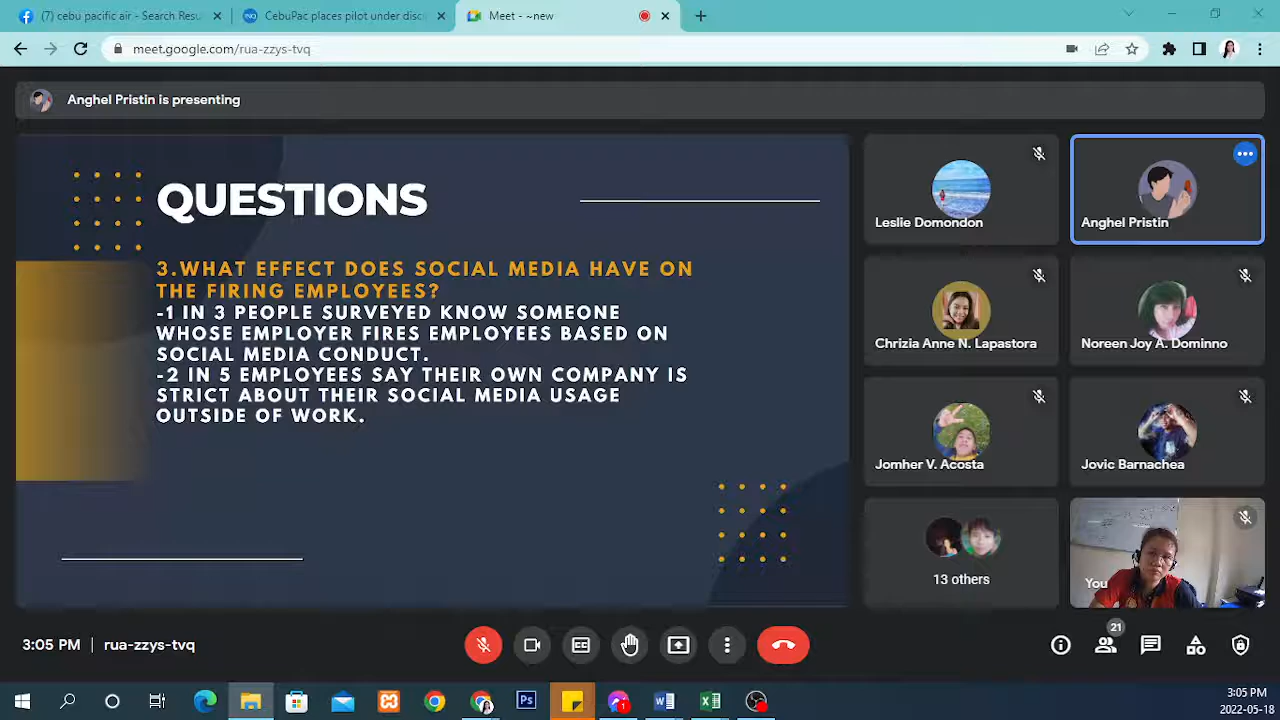 (7) cebu pacific air - Search Resu
CebuPac places pilot under disci
Meet - ~new
meet.google.com/rua-zzys-tvq
Anghel Pristin is presenting
QUESTIONS
3.WHAT EFFECT DOES SOCIAL MEDIA HAVE ON
THE FIRING EMPLOYEES?
-1 IN 3 PEOPLE SURVEYED KNOW SOMEONE
WHOSE EMPLOYER FIRES EMPLOYEES BASED ON
SOCIAL MEDIA CONDUCT.
-2 IN 5 EMPLOYEES SAY THEIR OWN COMPANY IS
STRICT ABOUT THEIR SOCIAL MEDIA USAGE
OUTSIDE OF WORK.
Leslie Domondon
Anghel Pristin
Chrizia Anne N. Lapastora
Noreen Joy A. Dominno
Jomher V. Acosta
Jovic Barnachea
13 others
You
3:05 PM | rua-zzys-tvq
21
Ps
1
3:05 PM
2022-05-18